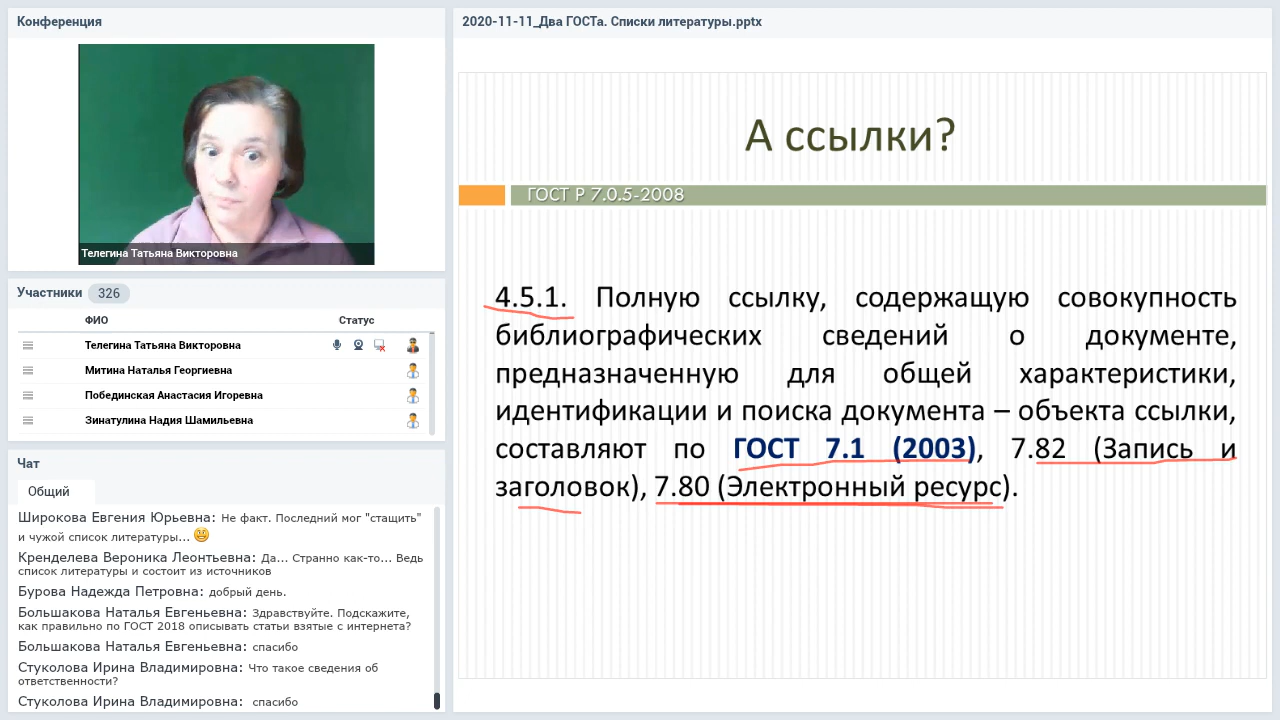 Конференция
Телегина Татьяна Викторовна
Участники 326
ФИО Статус
Телегина Татьяна Викторовна
Митина Наталья Георгиевна
Побединская Анастасия Игоревна
Зинатулина Надия Шамильевна
Чат
Общий
Широкова Евгения Юрьевна: Не факт. Последний мог "стащить"
и чужой список литературы...
Кренделева Вероника Леонтьевна: Да... Странно как-то... Ведь
список литературы и состоит из источников
Бурова Надежда Петровна: добрый день.
Большакова Наталья Евгеньевна: Здравствуйте. Подскажите,
как правильно по ГОСТ 2018 описывать статьи взятые с интернета?
Большакова Наталья Евгеньевна: спасибо
Стуколова Ирина Владимировна: Что такое сведения об
ответственности?
Стуколова Ирина Владимировна: спасибо
2020-11-11_Два ГОСТа. Списки литературы.pptx
А ссылки?
ГОСТ Р 7.0.5-2008
4.5.1. Полную ссылку, содержащую совокупность
библиографических сведений о документе,
предназначенную для общей характеристики,
идентификации и поиска документа – объекта ссылки,
составляют по ГОСТ 7.1 (2003), 7.82 (Запись и
заголовок), 7.80 (Электронный ресурс).